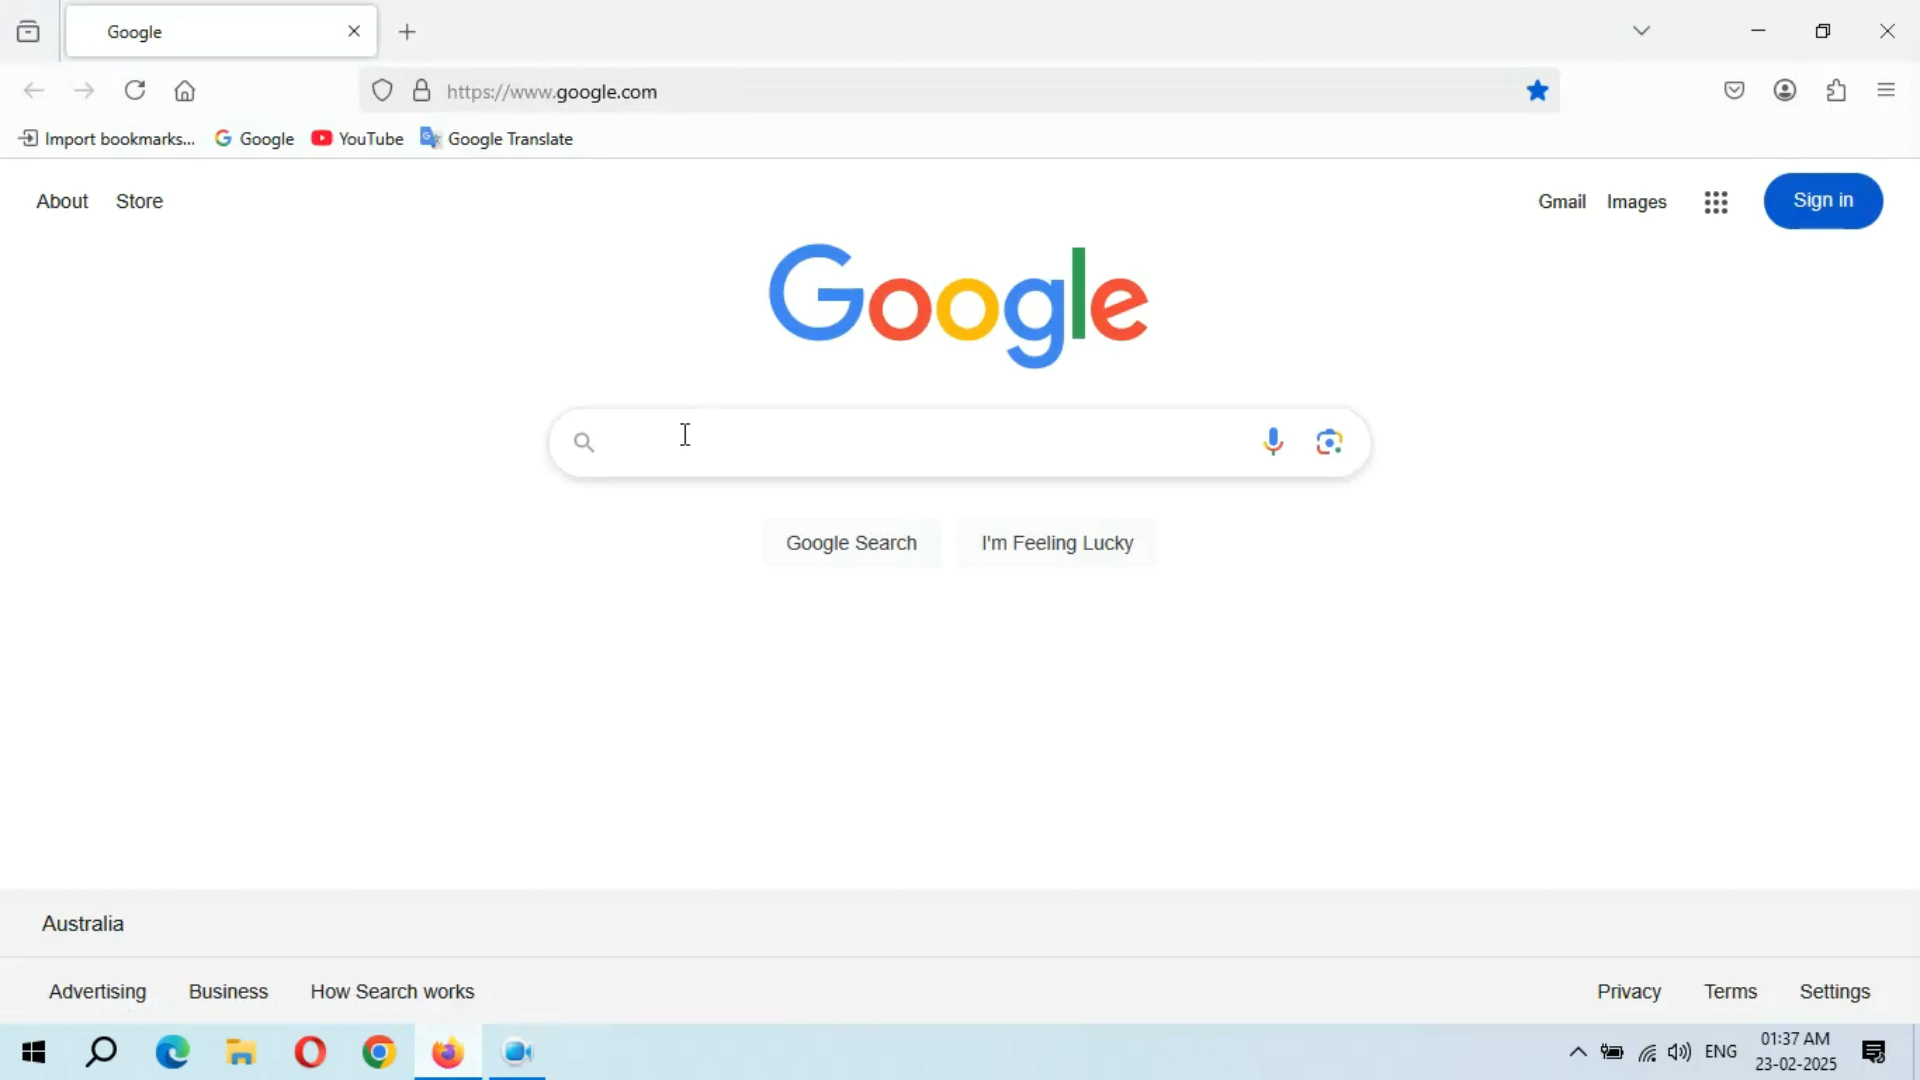 Google
https://www.google.com
Import bookmarks... Google YouTube Google Translate
About Store
Gmail Images Sign in
Google
Google Search I'm Feeling Lucky
Australia
Advertising Business How Search works
Privacy Terms Settings
ENG
01:37 AM
23-02-2025